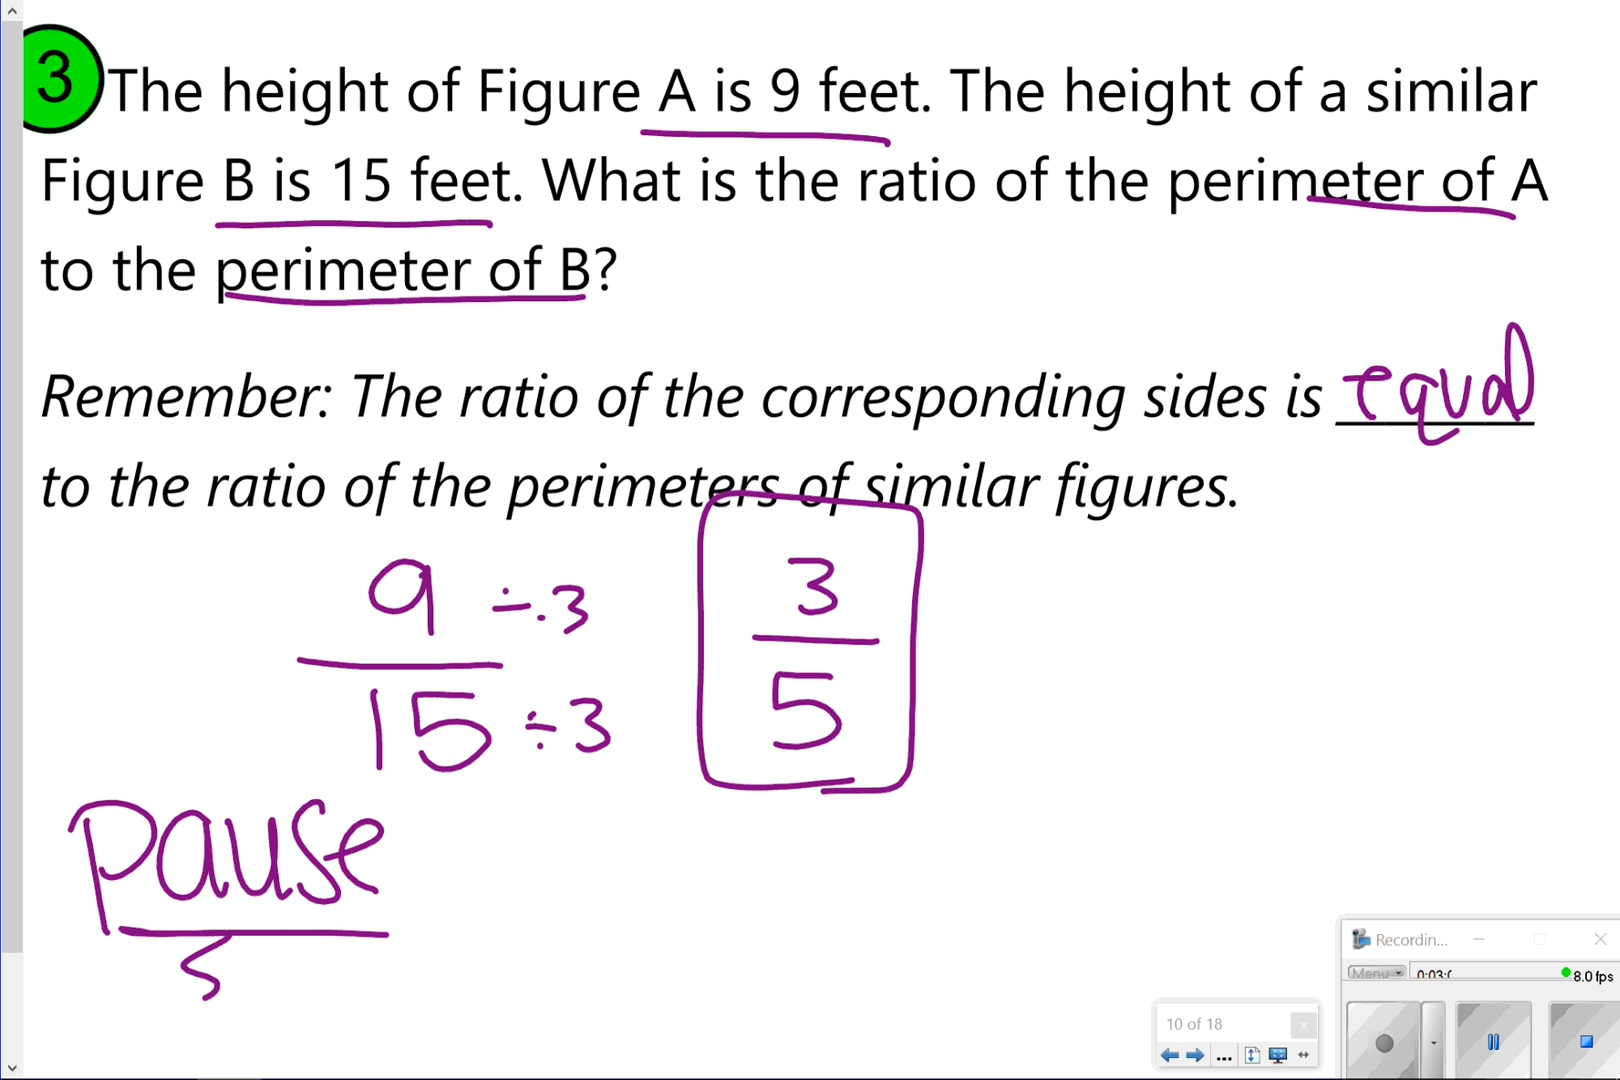 3 The height of Figure A is 9 feet. The height of a similar
Figure B is 15 feet. What is the ratio of the perimeter of A
to the perimeter of B?
Remember: The ratio of the corresponding sides is equal
to the ratio of the perimeters of similar figures.
9 ÷3
15 ÷3
3
5
pause
Recordin...
Menu
8.0 fps
10 of 18